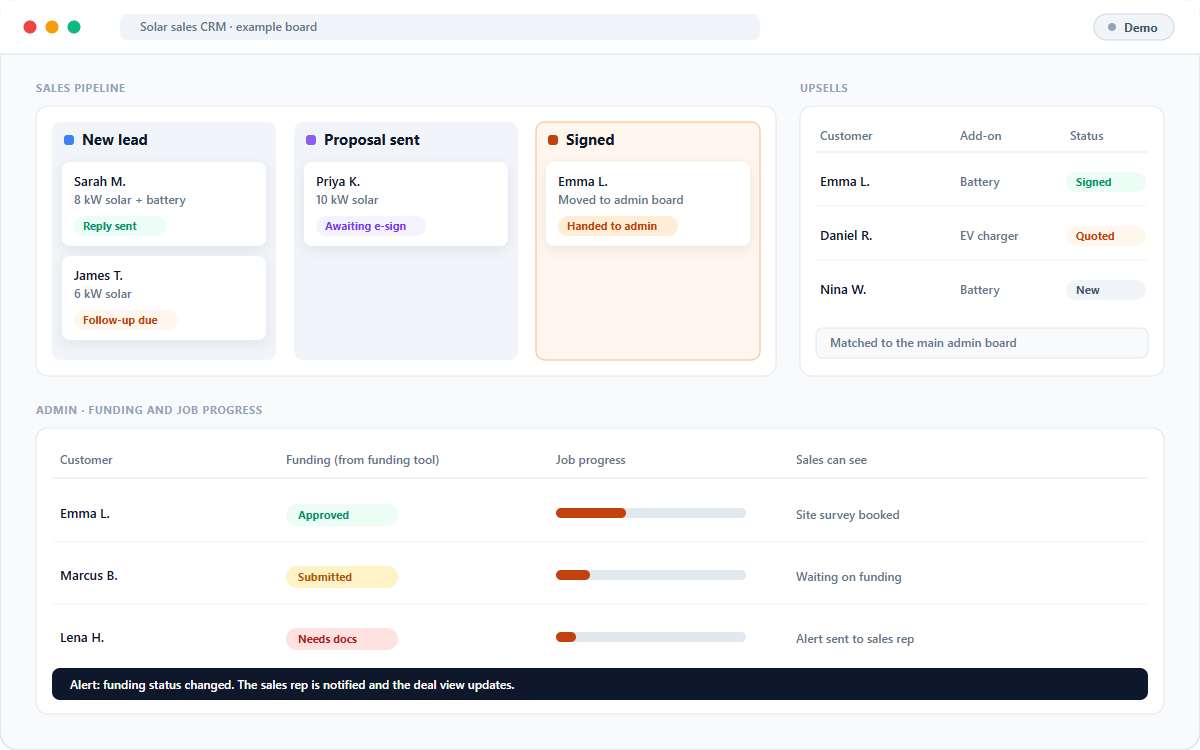 Solar sales CRM · example board
Demo
SALES PIPELINE
New lead
Sarah M.
8 kW solar + battery
Reply sent
James T.
6 kW solar
Follow-up due
Proposal sent
Priya K.
10 kW solar
Awaiting e-sign
Signed
Emma L.
Moved to admin board
Handed to admin
UPSELLS
Customer Add-on Status
Emma L. Battery Signed
Daniel R. EV charger Quoted
Nina W. Battery New
Matched to the main admin board
ADMIN · FUNDING AND JOB PROGRESS
Customer Funding (from funding tool) Job progress Sales can see
Emma L. Approved Site survey booked
Marcus B. Submitted Waiting on funding
Lena H. Needs docs Alert sent to sales rep
Alert: funding status changed. The sales rep is notified and the deal view updates.